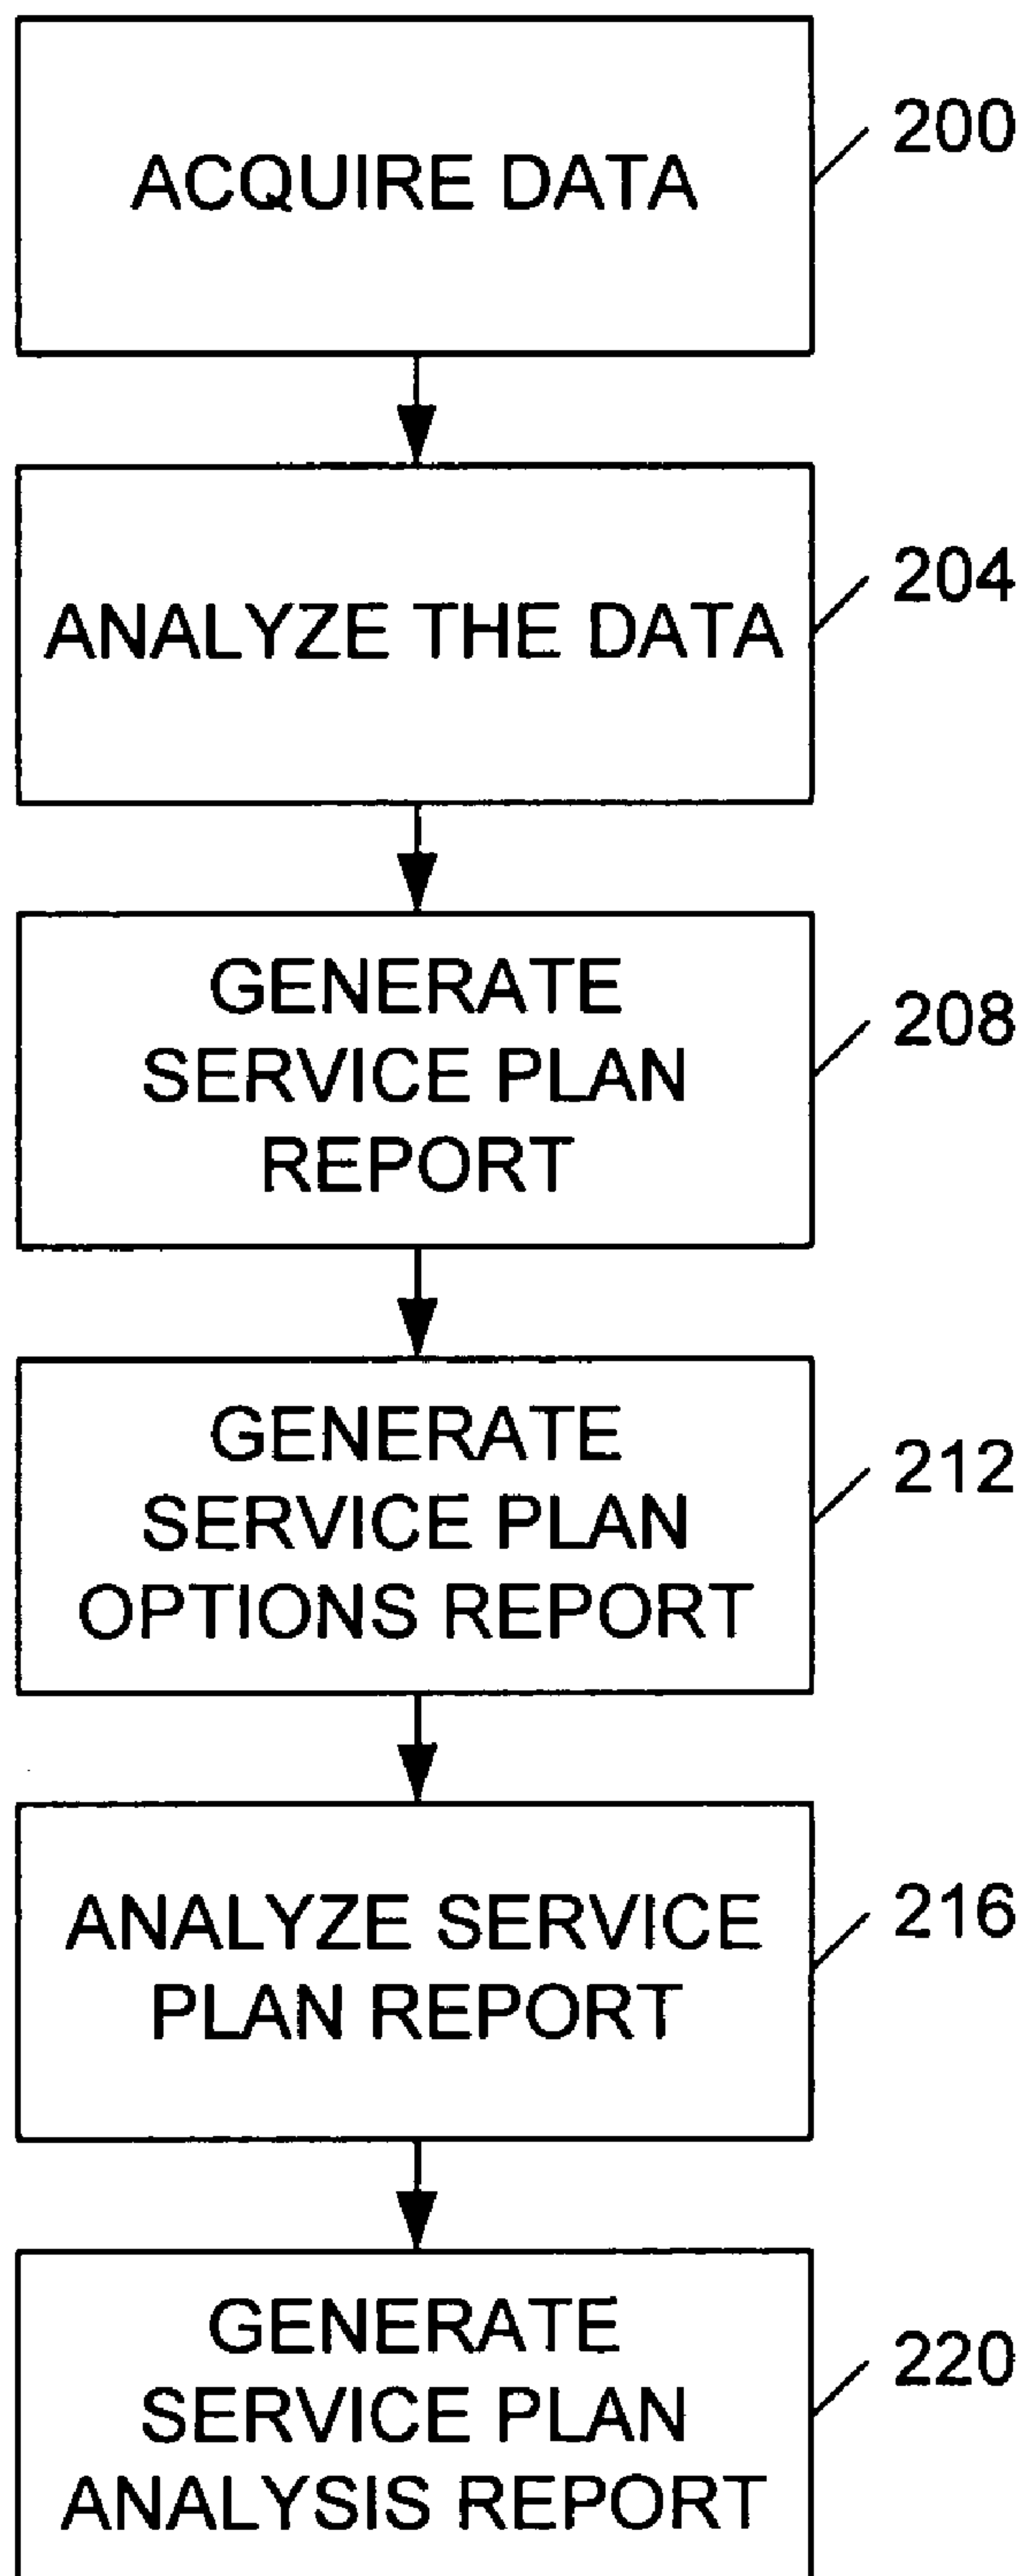 ACQUIRE DATA
200
ANALYZE THE DATA
204
GENERATE
SERVICE PLAN
REPORT
208
GENERATE
SERVICE PLAN
OPTIONS REPORT
212
ANALYZE SERVICE
PLAN REPORT
216
GENERATE
SERVICE PLAN
ANALYSIS REPORT
220